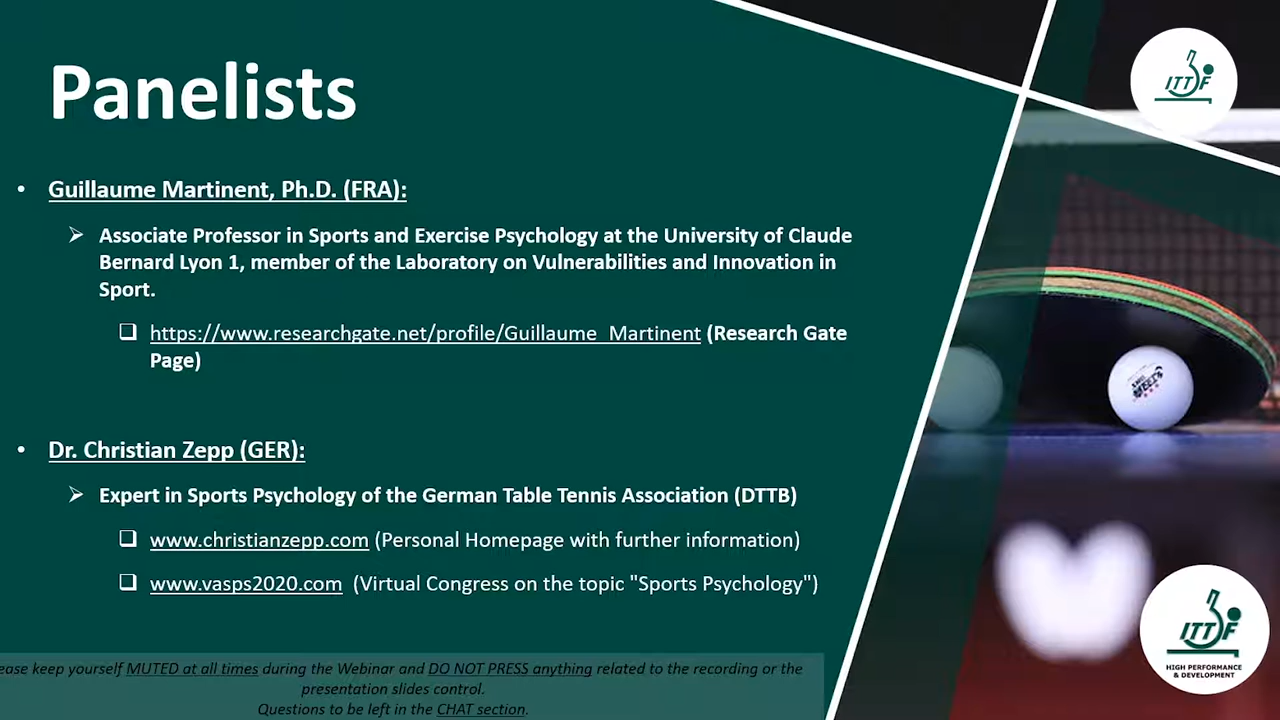 Panelists
ITTF
• Guillaume Martinent, Ph.D. (FRA):
➢ Associate Professor in Sports and Exercise Psychology at the University of Claude
Bernard Lyon 1, member of the Laboratory on Vulnerabilities and Innovation in
Sport.
❑ https://www.researchgate.net/profile/Guillaume_Martinent (Research Gate
Page)
• Dr. Christian Zepp (GER):
➢ Expert in Sports Psychology of the German Table Tennis Association (DTTB)
❑ www.christianzepp.com (Personal Homepage with further information)
❑ www.vasps2020.com (Virtual Congress on the topic "Sports Psychology")
ease keep yourself MUTED at all times during the Webinar and DO NOT PRESS anything related to the recording or the
presentation slides control.
Questions to be left in the CHAT section.
ITTF
HIGH PERFORMANCE
& DEVELOPMENT